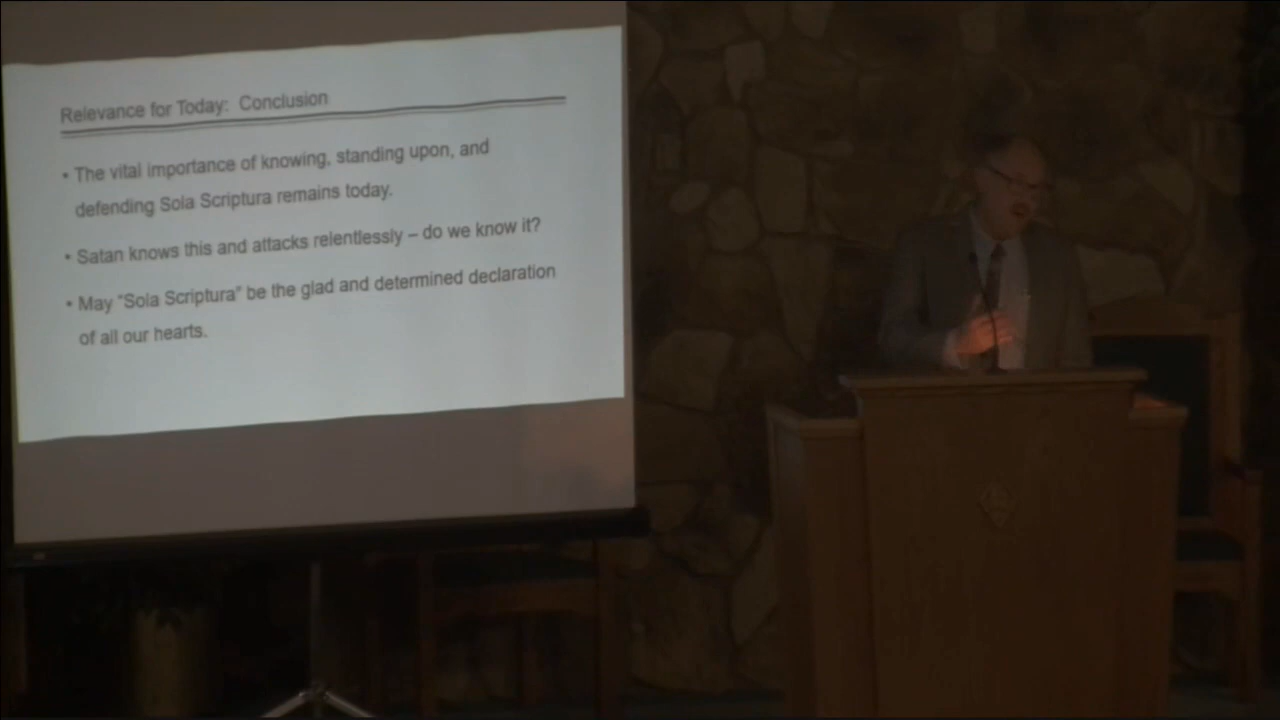 Relevance for Today: Conclusion
• The vital importance of knowing, standing upon, and
defending Sola Scriptura remains today.
• Satan knows this and attacks relentlessly – do we know it?
• May “Sola Scriptura” be the glad and determined declaration
of all our hearts.